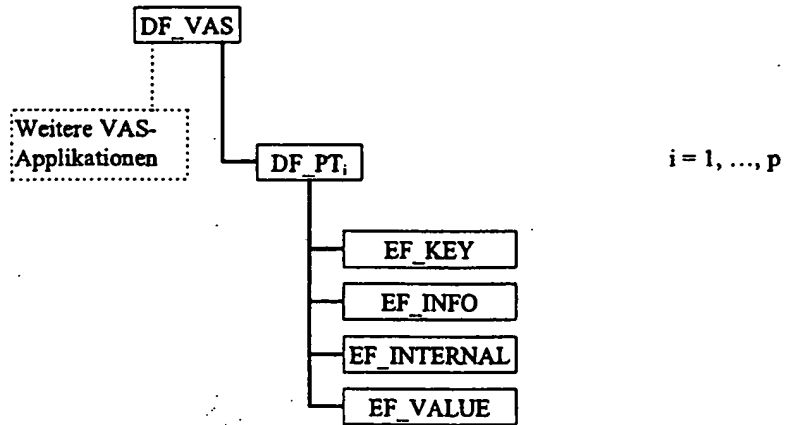 DF_VAS
Weitere VAS-
Applikationen
DF_PTi
i = 1, ..., p
EF_KEY
EF_INFO
EF_INTERNAL
EF_VALUE